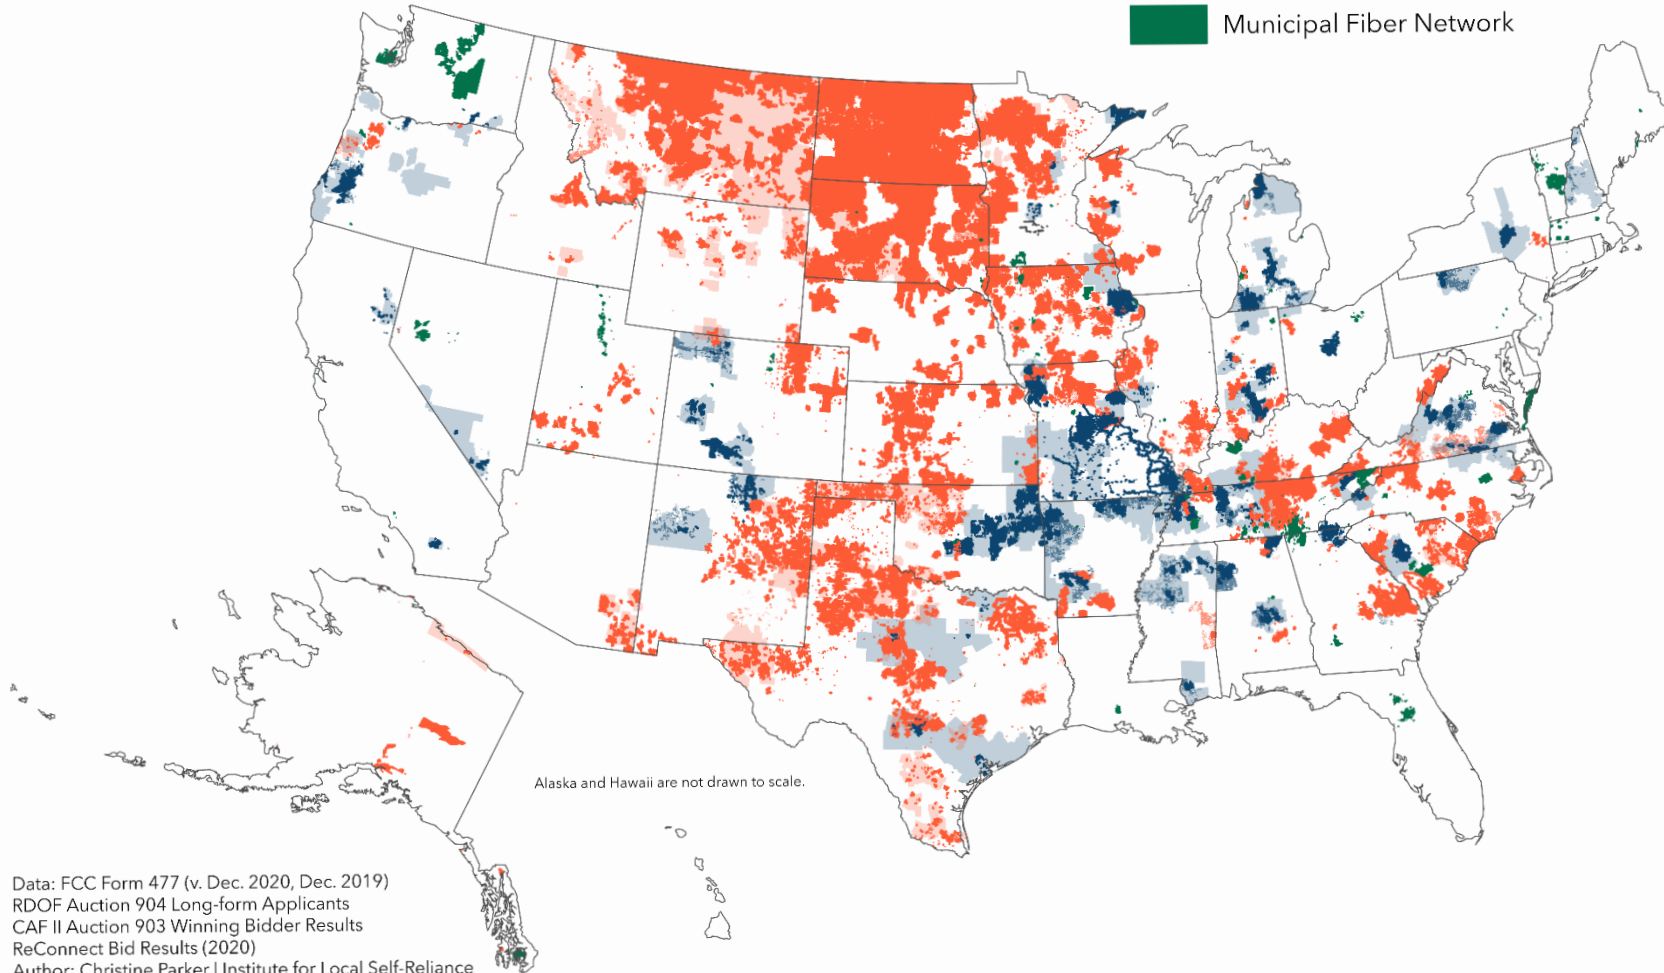 Municipal Fiber Network
Alaska and Hawaii are not drawn to scale.
Data: FCC Form 477 (v. Dec. 2020, Dec. 2019)
RDOF Auction 904 Long-form Applicants
CAF II Auction 903 Winning Bidder Results
ReConnect Bid Results (2020)
Author: Christine Parker | Institute for Local Self-Reliance